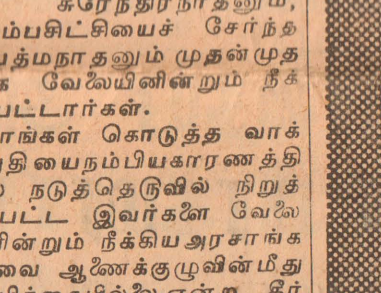 சுரேந்திரநாதனும்,
ம்பசிட்சியைச் சேர்ந்த
பத்மநாதனும் முதன்முத
க வேலையினின்றும் நீக்
பட்டார்கள்.
ாங்கள் கொடுத்த வாக்
றுதி யைநம்பியகாரணத்தி
நடுத்தெருவில் நிறுத்
பட்ட இவர்களை வேலை
ரின்றும் நீக்கிய அரசாங்க
வை ஆணைக்குழுவின்மீது